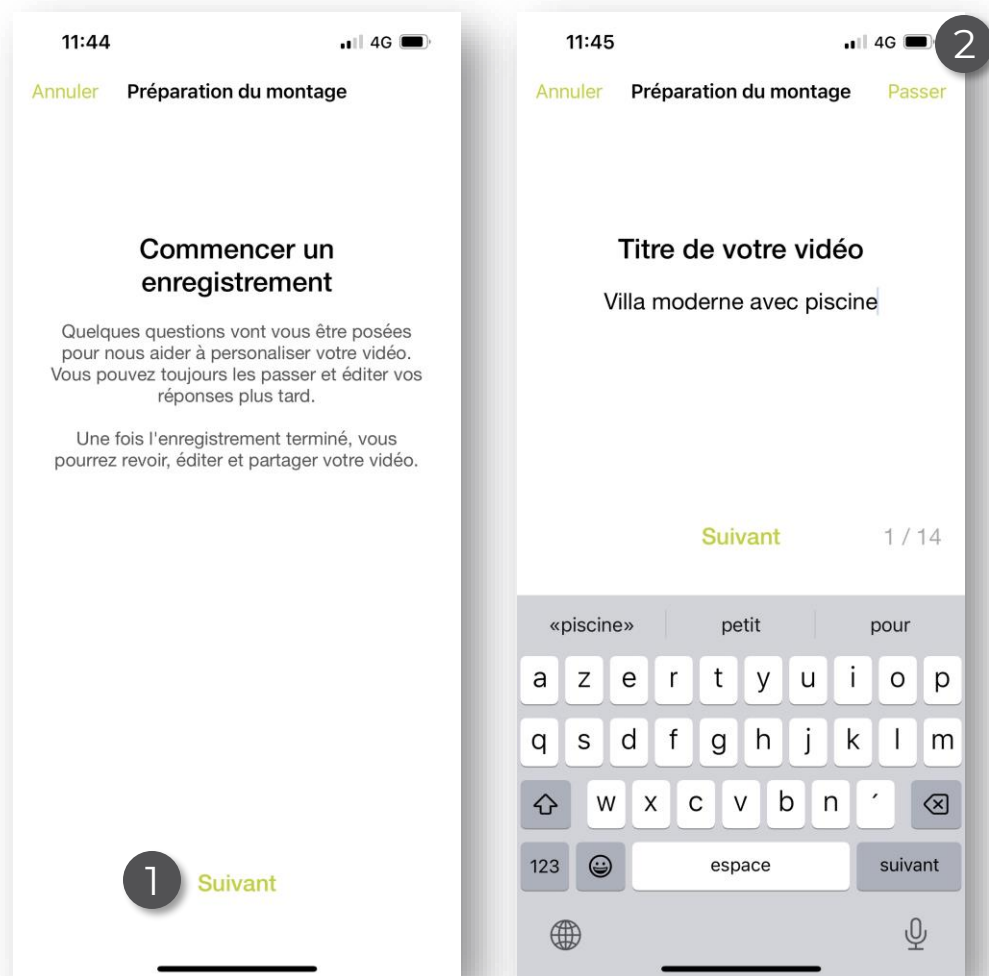 11:44 4G
Annuler Préparation du montage
Commencer un
enregistrement
Quelques questions vont vous être posées
pour nous aider à personaliser votre vidéo.
Vous pouvez toujours les passer et éditer vos
réponses plus tard.
Une fois l'enregistrement terminé, vous
pourrez revoir, éditer et partager votre vidéo.
1 Suivant
11:45 4G 2
Annuler Préparation du montage Passer
Titre de votre vidéo
Villa moderne avec piscine
Suivant 1 / 14
«piscine» petit pour
a z e r t y u i o p
q s d f g h j k l m
w x c v b n ´
123 espace suivant